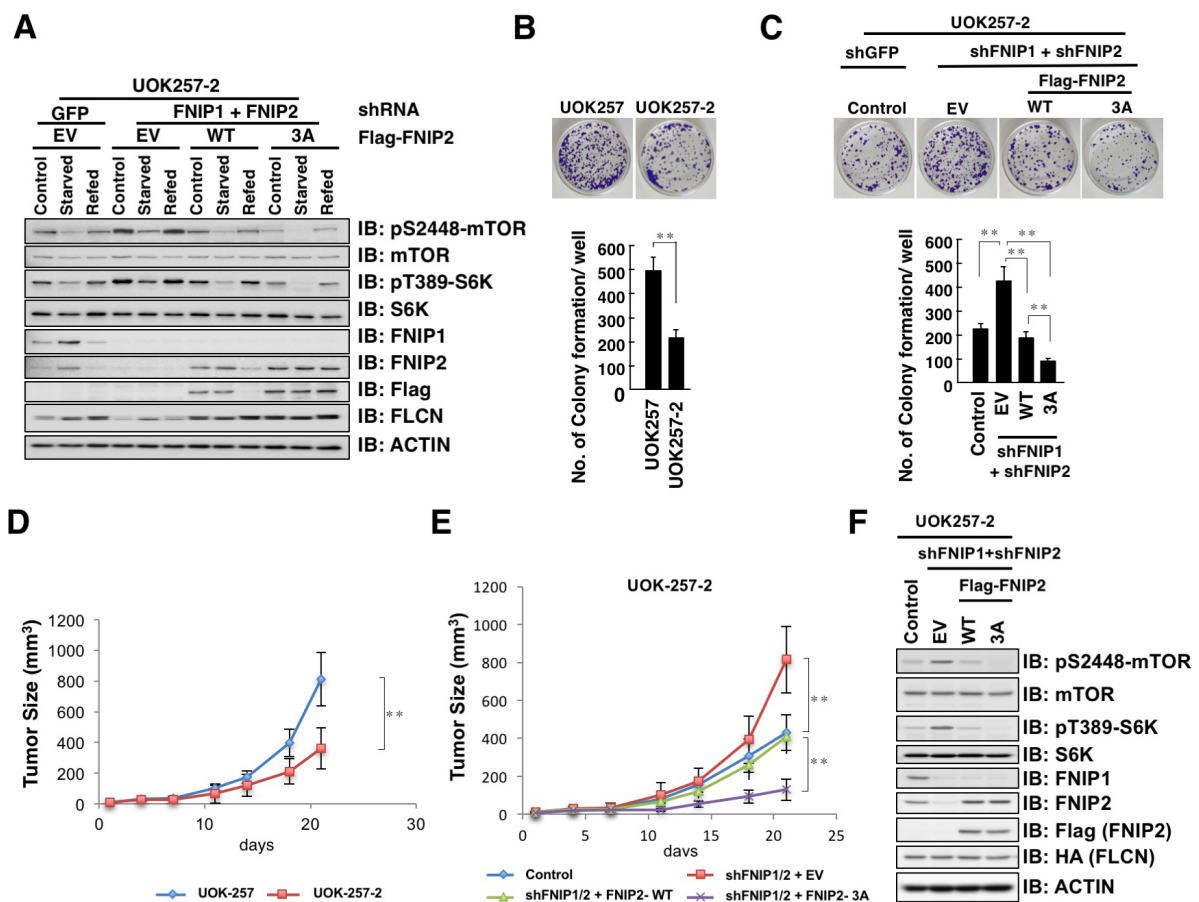 A
UOK257-2
GFP
FNIP1 + FNIP2
shRNA
EV
EV
WT
3A
Flag-FNIP2
Control
Starved
Refed
Control
Starved
Refed
Control
Starved
Refed
Control
Starved
Refed
IB: pS2448-mTOR
IB: mTOR
IB: pT389-S6K
IB: S6K
IB: FNIP1
IB: FNIP2
IB: Flag
IB: FLCN
IB: ACTIN
B
UOK257 UOK257-2
No. of Colony formation/ well
600
500
400
300
200
100
0
**
UOK257
UOK257-2
C
UOK257-2
shGFP
shFNIP1 + shFNIP2
Flag-FNIP2
Control
EV
WT
3A
No. of Colony formation/ well
600
500
400
300
200
100
0
** **
**
**
Control
EV
WT
3A
shFNIP1
+ shFNIP2
D
Tumor Size (mm3)
1200
1000
800
600
400
200
0
0 10 20 30
days
**
UOK-257 UOK-257-2
E
UOK-257-2
Tumor Size (mm3)
1200
1000
800
600
400
200
0
0 5 10 15 20 25
days
**
**
Control shFNIP1/2 + EV
shFNIP1/2 + FNIP2- WT shFNIP1/2 + FNIP2- 3A
F
UOK257-2
shFNIP1+shFNIP2
Flag-FNIP2
Control
EV
WT
3A
IB: pS2448-mTOR
IB: mTOR
IB: pT389-S6K
IB: S6K
IB: FNIP1
IB: FNIP2
IB: Flag (FNIP2)
IB: HA (FLCN)
IB: ACTIN